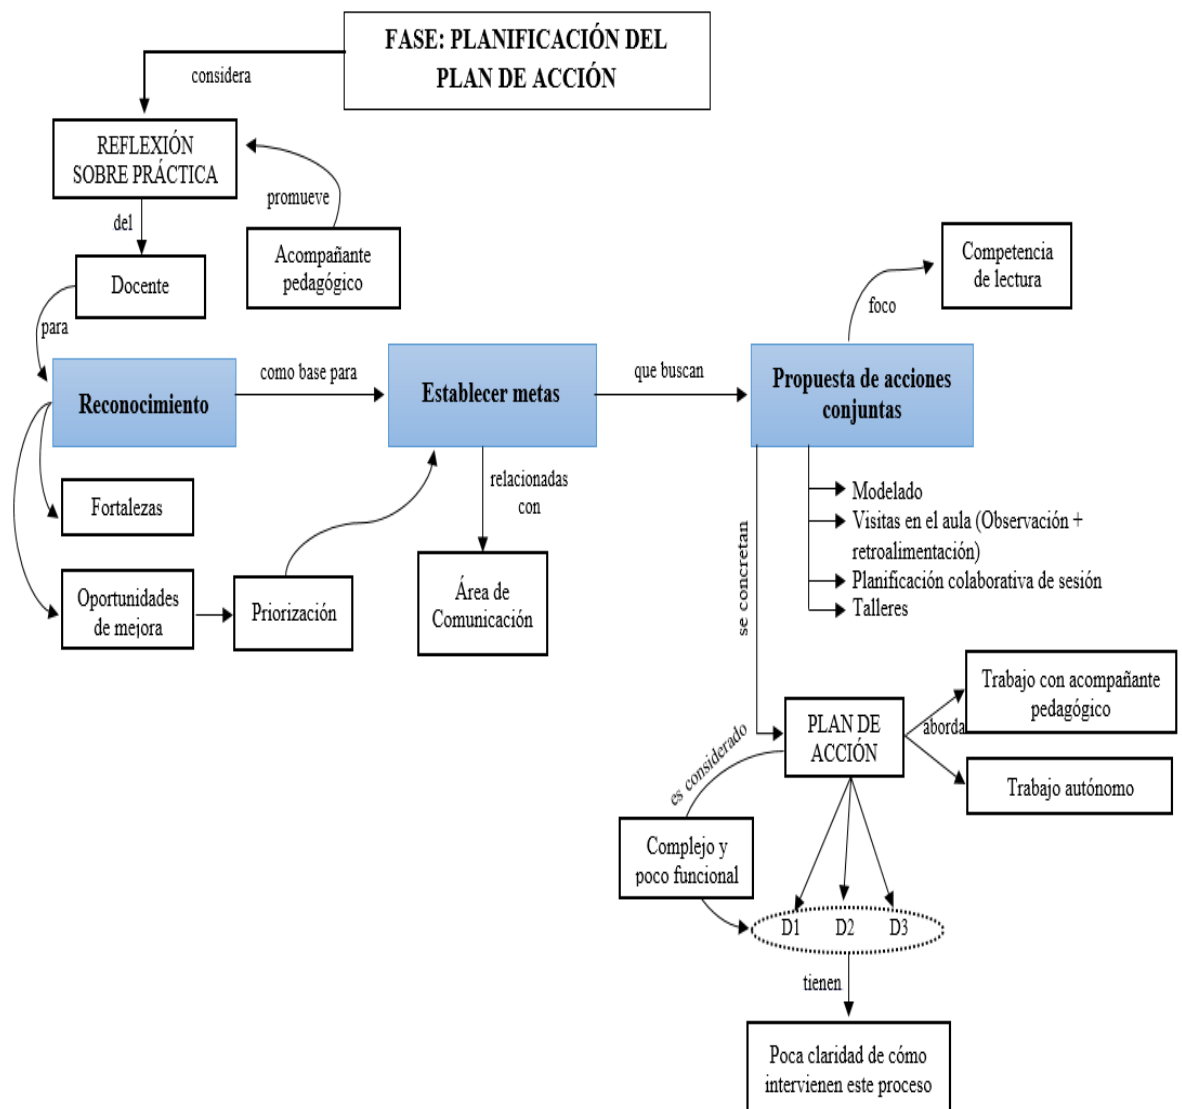 FASE: PLANIFICACIÓN DEL
PLAN DE ACCIÓN
considera
REFLEXIÓN
SOBRE PRÁCTICA
promueve
del
Acompañante
pedagógico
Docente
para
Competencia
de lectura
foco
Reconocimiento
como base para
Establecer metas
que buscan
Propuesta de acciones
conjuntas
Fortalezas
relacionadas
con
Modelado
Visitas en el aula (Observación +
retroalimentación)
Planificación colaborativa de sesión
Talleres
se concretan
Oportunidades
de mejora
Priorización
Área de
Comunicación
Trabajo con acompañante
pedagógico
PLAN DE
ACCIÓN
aborda
es considerado
Trabajo autónomo
Complejo y
poco funcional
D1 D2 D3
tienen
Poca claridad de cómo
intervienen este proceso